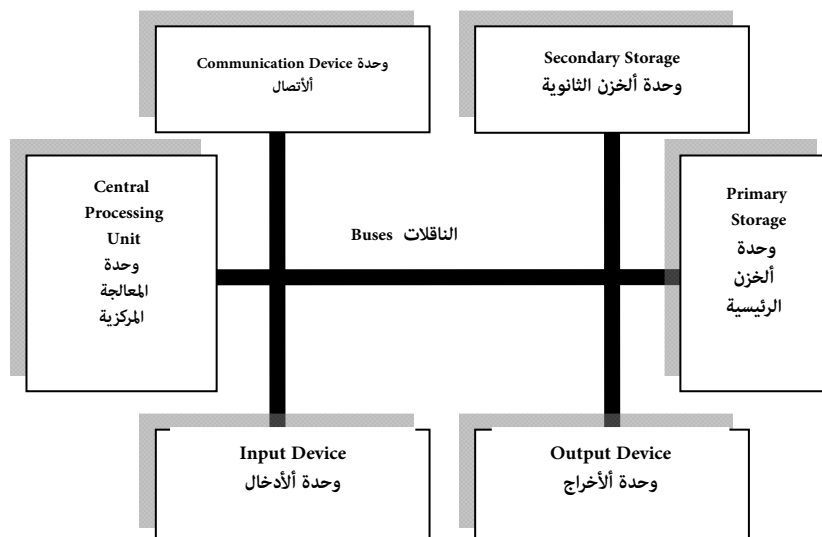 Communication Device وحدة
ألأتصال
Secondary Storage
وحدة ألخزن الثانوية
Central
Processing
Unit
وحدة
المعالجة
المركزية
Buses الناقلات
Primary
Storage
وحدة
ألخزن
الرئيسية
Input Device
وحدة ألأدخال
Output Device
وحدة ألأخراج